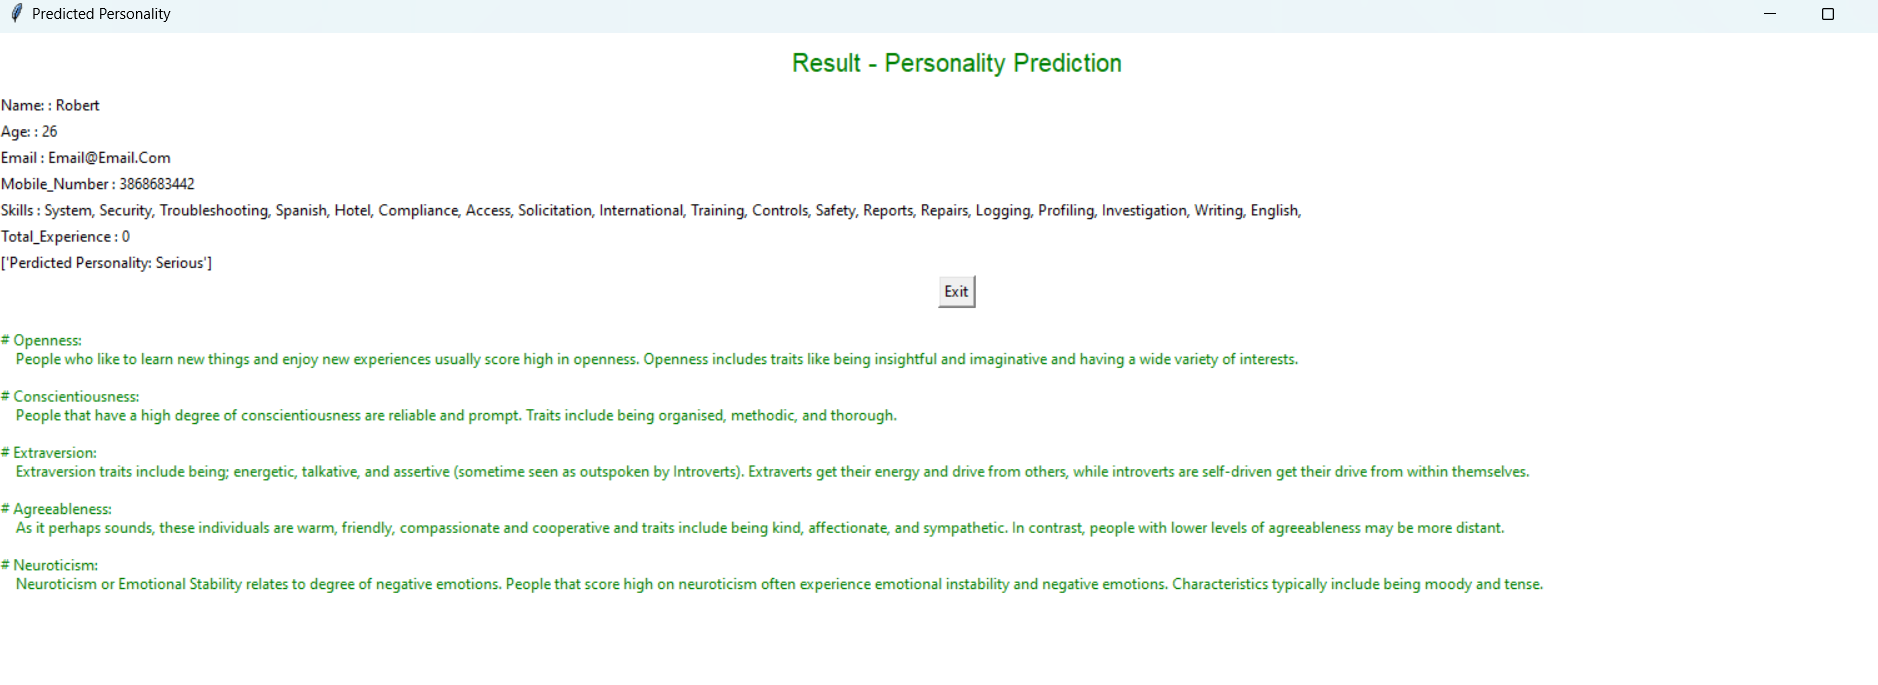 Predicted Personality
Result - Personality Prediction
Name: : Robert
Age: : 26
Email : Email@Email.Com
Mobile_Number : 3868683442
Skills : System, Security, Troubleshooting, Spanish, Hotel, Compliance, Access, Solicitation, International, Training, Controls, Safety, Reports, Repairs, Logging, Profiling, Investigation, Writing, English,
Total_Experience : 0
['Perdicted Personality: Serious']
Exit
# Openness:
People who like to learn new things and enjoy new experiences usually score high in openness. Openness includes traits like being insightful and imaginative and having a wide variety of interests.
# Conscientiousness:
People that have a high degree of conscientiousness are reliable and prompt. Traits include being organised, methodic, and thorough.
# Extraversion:
Extraversion traits include being; energetic, talkative, and assertive (sometime seen as outspoken by Introverts). Extraverts get their energy and drive from others, while introverts are self-driven get their drive from within themselves.
# Agreeableness:
As it perhaps sounds, these individuals are warm, friendly, compassionate and cooperative and traits include being kind, affectionate, and sympathetic. In contrast, people with lower levels of agreeableness may be more distant.
# Neuroticism:
Neuroticism or Emotional Stability relates to degree of negative emotions. People that score high on neuroticism often experience emotional instability and negative emotions. Characteristics typically include being moody and tense.